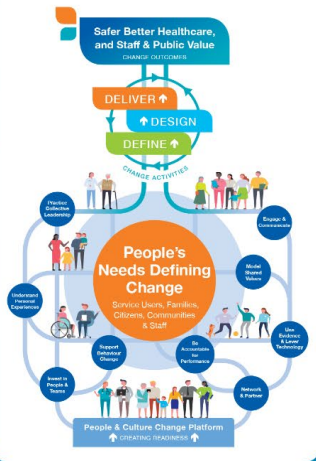 Safer Better Healthcare,
and Staff & Public Value
CHANGE OUTCOMES
DELIVER
DESIGN
DEFINE
CHANGE ACTIVITIES
Practice
Collective
Leadership
Engage &
Communicate
People's
Needs Defining
Change
Service Users, Families,
Citizens, Communities
& Staff
Model
Shared
Values
Understand
Personal
Experiences
Use
Evidence
& Lever
Technology
Support
Behaviour
Change
Be
Accountable
for
Performance
Invest in
People &
Teams
Network
& Partner
People & Culture Change Platform
CREATING READINESS